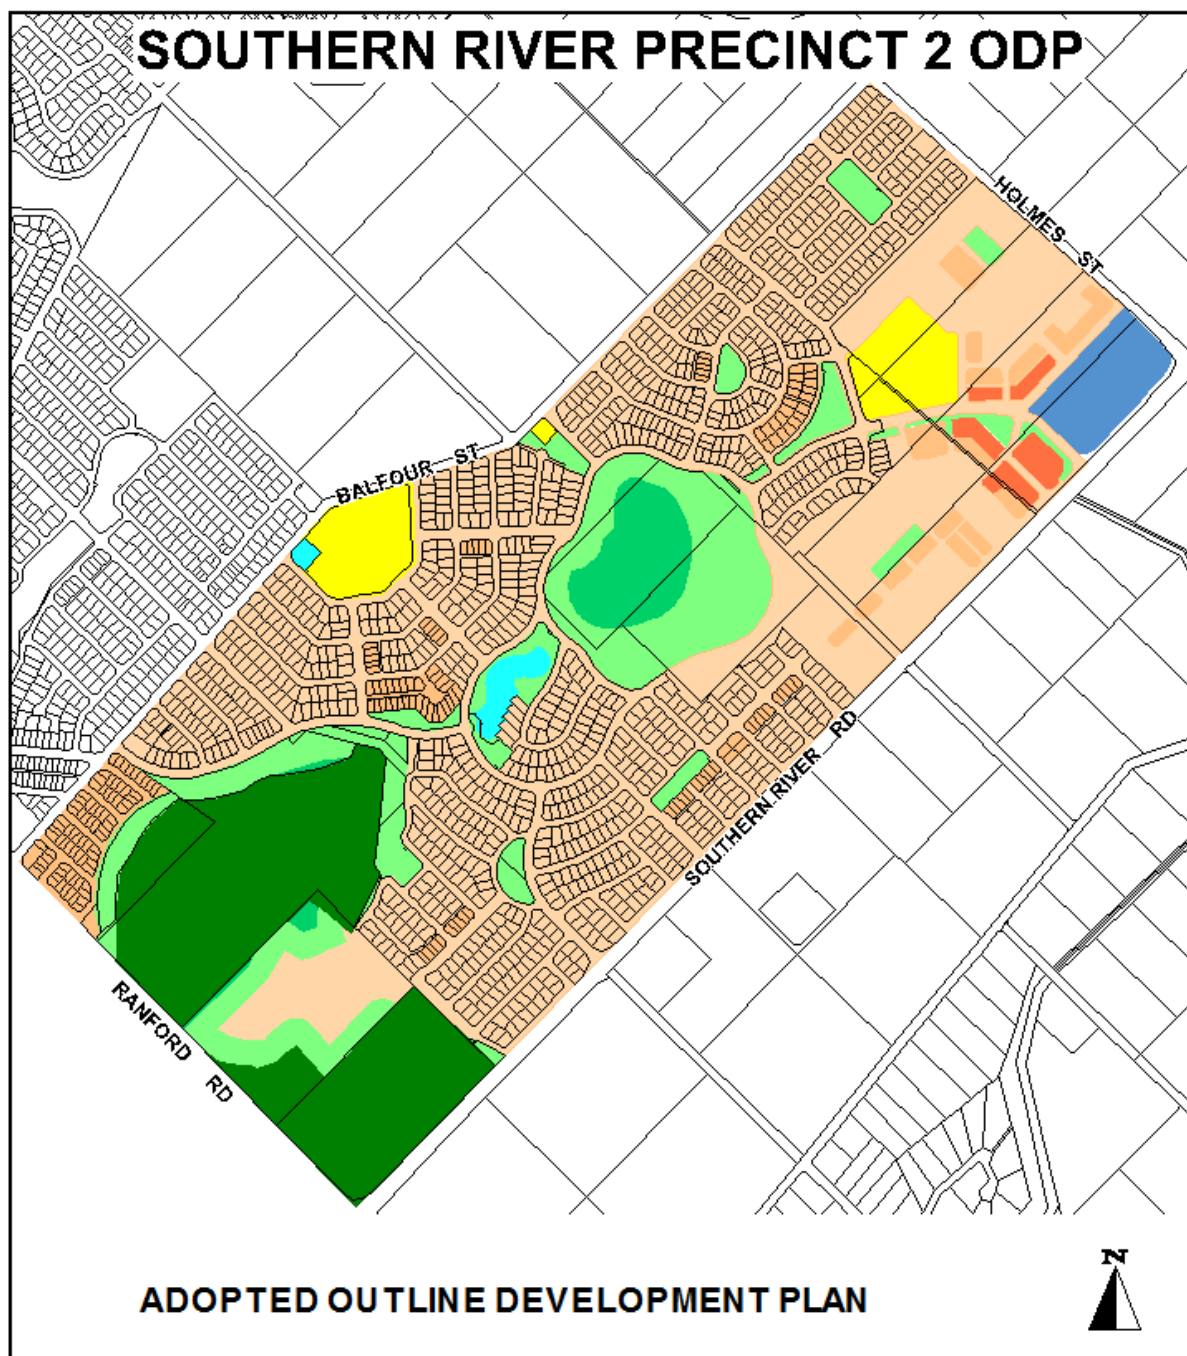 SOUTHERN RIVER PRECINCT 2 ODP
HOLMES ST
BALFOUR ST
SOUTHERN RIVER RD
RANFORD RD
N
ADOPTED OUTLINE DEVELOPMENT PLAN